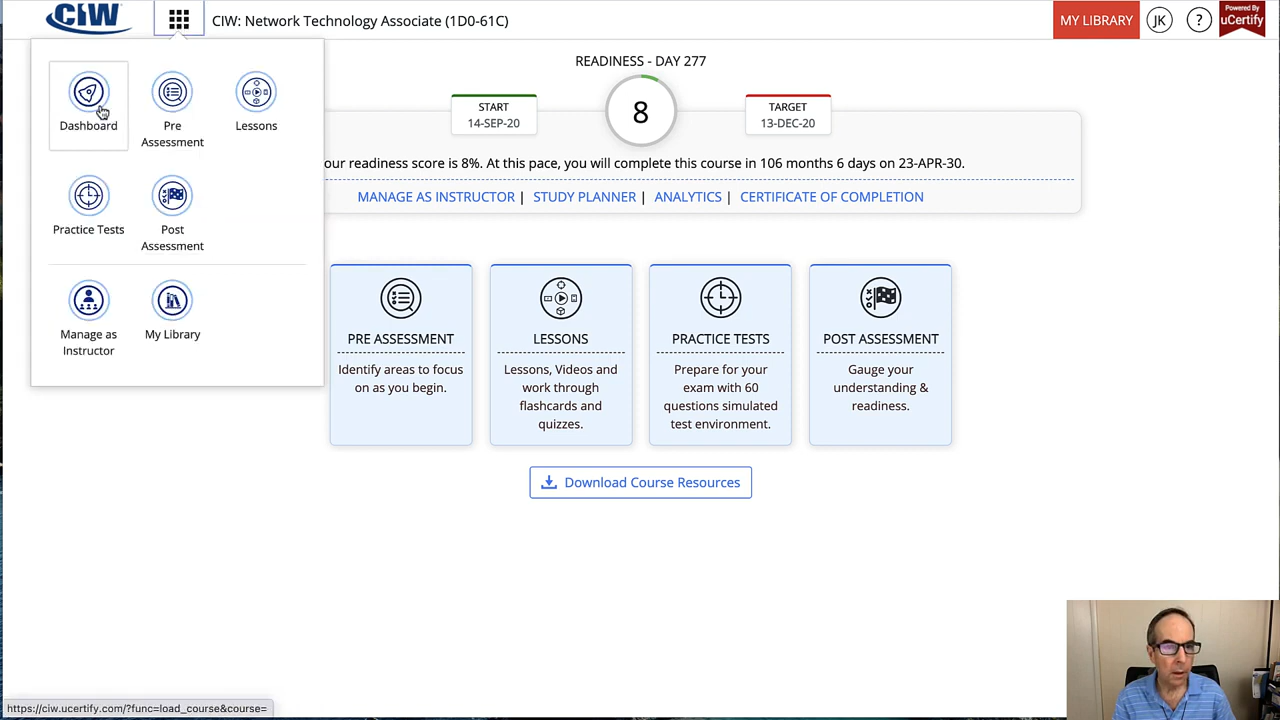 CIW
CIW: Network Technology Associate (1D0-61C)
MY LIBRARY
JK
?
Powered By
uCertify
Dashboard
Pre
Assessment
Lessons
Practice Tests
Post
Assessment
Manage as
Instructor
My Library
READINESS - DAY 277
START
14-SEP-20
8
TARGET
13-DEC-20
our readiness score is 8%. At this pace, you will complete this course in 106 months 6 days on 23-APR-30.
MANAGE AS INSTRUCTOR | STUDY PLANNER | ANALYTICS | CERTIFICATE OF COMPLETION
PRE ASSESSMENT
Identify areas to focus
on as you begin.
LESSONS
Lessons, Videos and
work through
flashcards and
quizzes.
PRACTICE TESTS
Prepare for your
exam with 60
questions simulated
test environment.
POST ASSESSMENT
Gauge your
understanding &
readiness.
Download Course Resources
https://ciw.ucertify.com/?func=load_course&course=